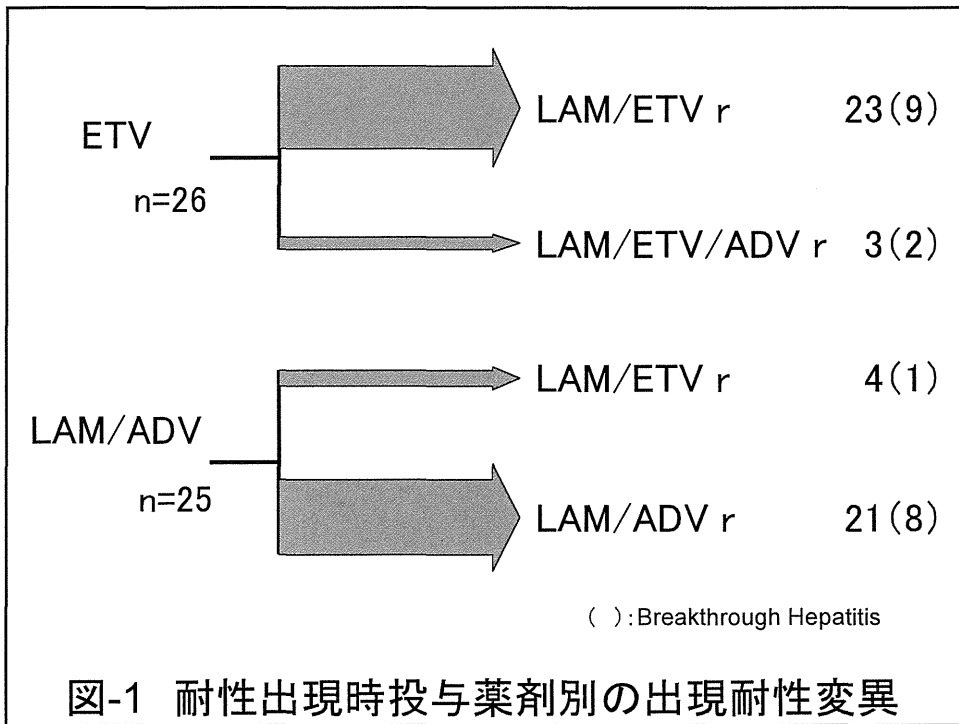 ETV
n=26
LAM/ETV r 23(9)
LAM/ETV/ADV r 3(2)
LAM/ADV
n=25
LAM/ETV r 4(1)
LAM/ADV r 21(8)
( ):Breakthrough Hepatitis
図-1 耐性出現時投与薬剤別の出現耐性変異